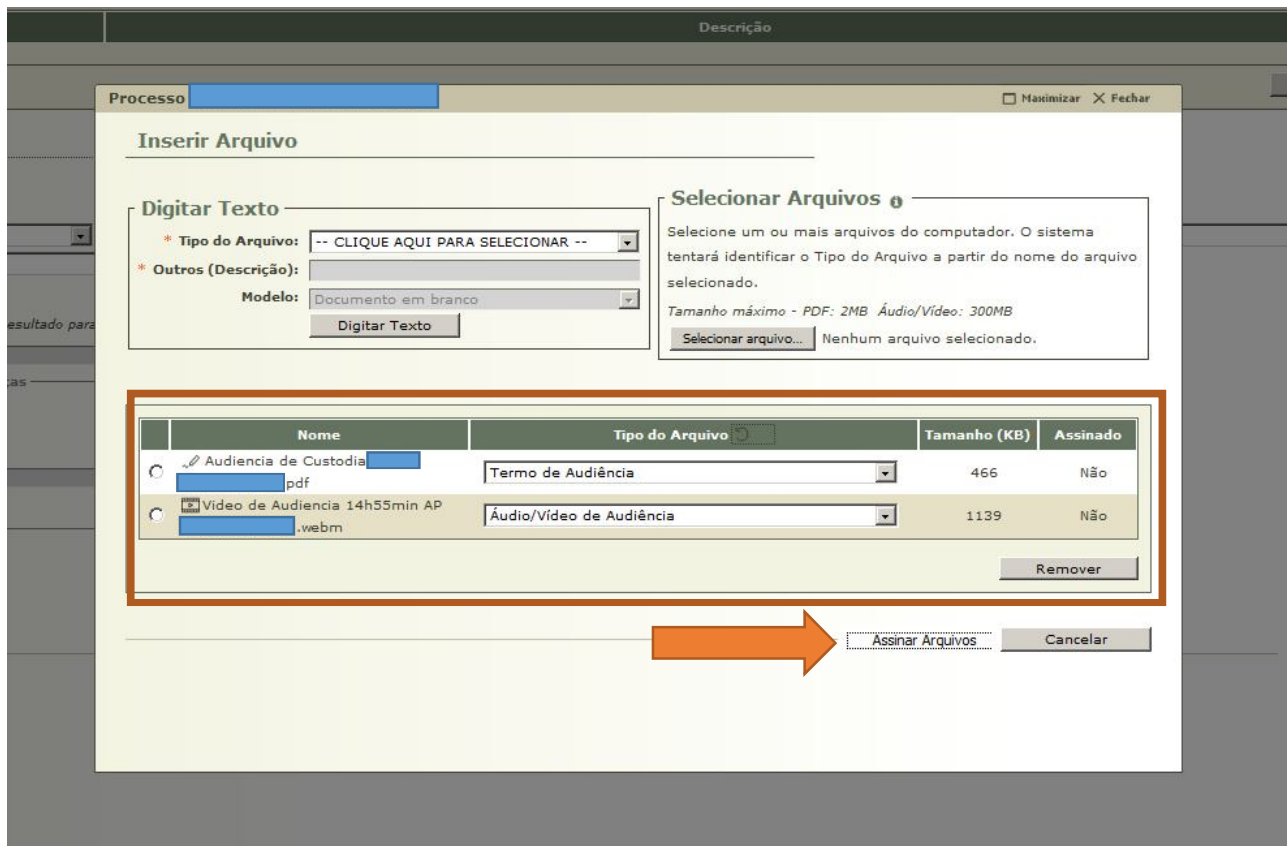 Descrição
Processo
Maximizar
Fechar
Inserir Arquivo
Digitar Texto
* Tipo do Arquivo: -- CLIQUE AQUI PARA SELECIONAR --
* Outros (Descrição):
Modelo: Documento em branco
Digitar Texto
Selecionar Arquivos
Selecione um ou mais arquivos do computador. O sistema
tentará identificar o Tipo do Arquivo a partir do nome do arquivo
selecionado.
Tamanho máximo - PDF: 2MB Áudio/Vídeo: 300MB
Selecionar arquivo... Nenhum arquivo selecionado.
esultado para
as
Nome Tipo do Arquivo Tamanho (KB) Assinado
Audiencia de Custodia
pdf
Termo de Audiência 466 Não
Video de Audiencia 14h55min AP
.webm
Áudio/Vídeo de Audiência 1139 Não
Remover
Assinar Arquivos Cancelar